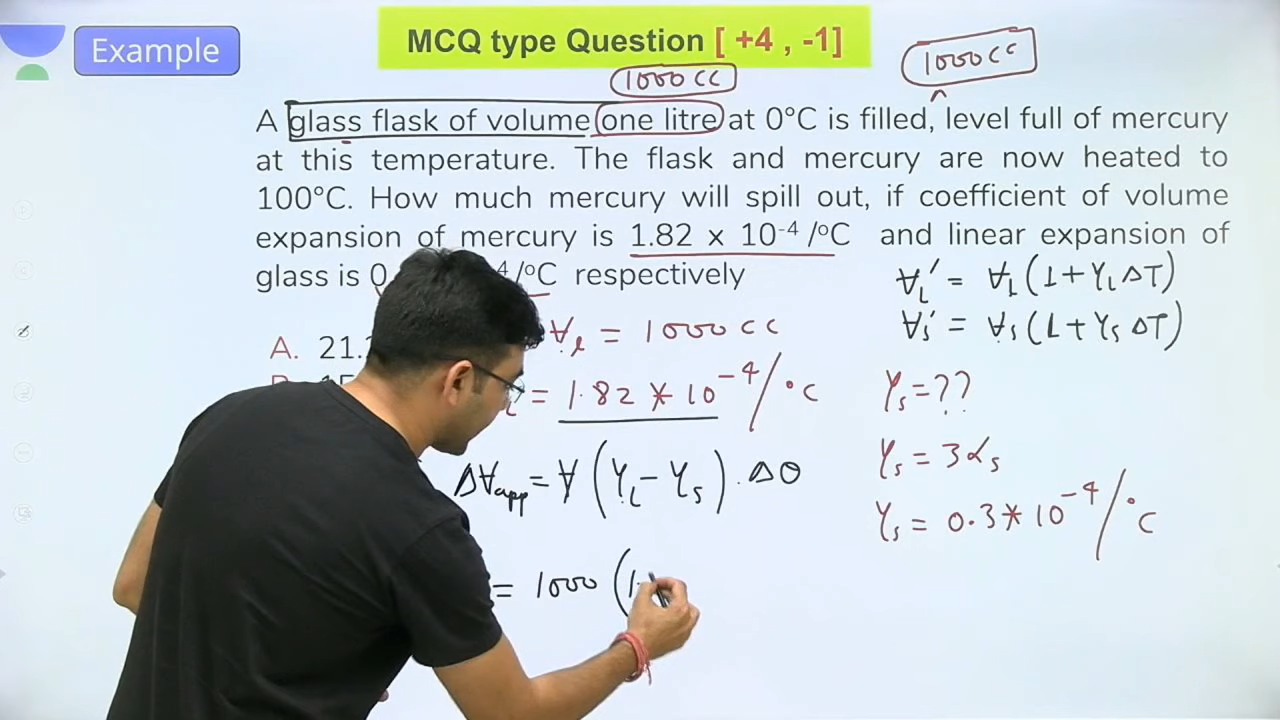 Example
MCQ type Question [ +4 , -1]
1000 cc
1000 cc
A glass flask of volume one litre at 0°C is filled, level full of mercury
at this temperature. The flask and mercury are now heated to
100°C. How much mercury will spill out, if coefficient of volume
expansion of mercury is 1.82 x 10⁻⁴ /°C and linear expansion of
glass is 0 ⁴/°C respectively
V_L' = V_L (1+γ_L ΔT)
V_s' = V_s (1+γ_s ΔT)
A. 21.
V_l = 1000 cc
= 1.82 * 10⁻⁴/°C
γ_s = ??
γ_s = 3α_s
ΔV_app = V (γ_L - γ_s) . Δθ
γ_s = 0.3 * 10⁻⁴/°C
= 1000 (1.